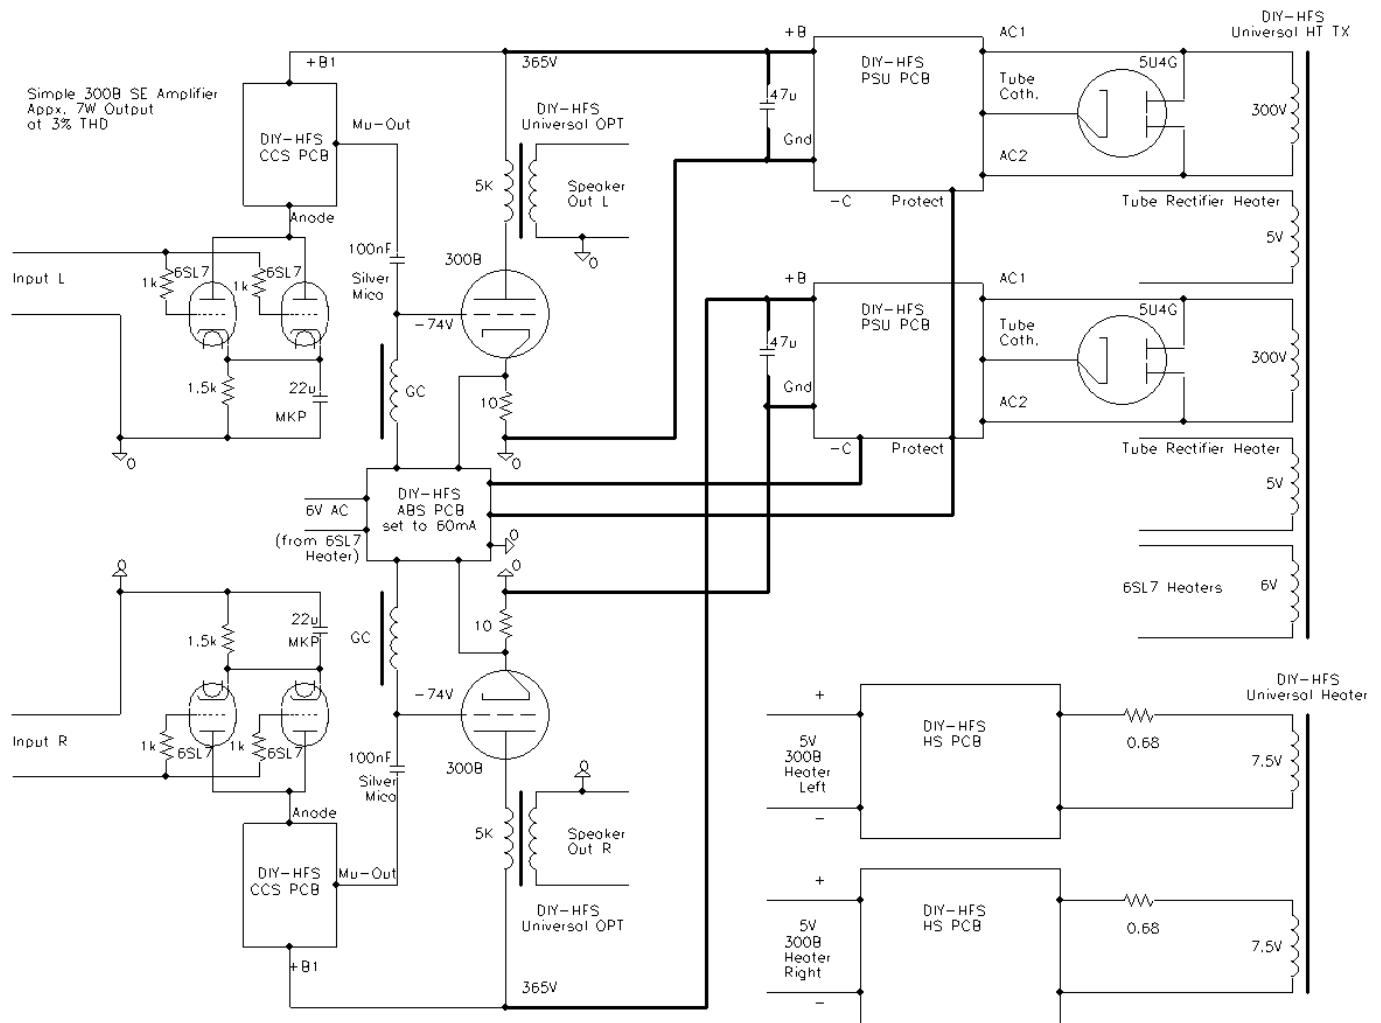 DIY-HFS
Universal HT TX
+B
AC1
+B1
365V
DIY-HFS
PSU PCB
5U4G
Tube
Cath.
Simple 300B SE Amplifier
Appx. 7W Output
at 3% THD
47u
DIY-HFS
Universal OPT
300V
Mu-Out
DIY-HFS
CCS PCB
Gnd
AC2
5K
Speaker
Out L
-C
Protect
Tube Rectifier Heater
Anode
5V
100nF
Silver
Mica
300B
0
Input L
1k
6SL7
1k
6SL7
+B
AC1
DIY-HFS
PSU PCB
5U4G
-74V
Tube
Cath.
47u
300V
1.5k
22u
MKP
GC
10
Gnd
AC2
0
0
-C
Protect
Tube Rectifier Heater
5V
DIY-HFS
ABS PCB
set to 60mA
6V AC
(from 6SL7
Heater)
0
0
0
6SL7 Heaters
6V
22u
MKP
1.5k
GC
10
DIY-HFS
Universal Heater
-74V
+
DIY-HFS
HS PCB
0.68
Input R
1k
6SL7
1k
6SL7
100nF
Silver
Mica
300B
0
5V
300B
Heater
Left
7.5V
-
Anode
5K
Speaker
Out R
DIY-HFS
CCS PCB
Mu-Out
+
DIY-HFS
Universal OPT
DIY-HFS
HS PCB
0.68
5V
300B
Heater
Right
7.5V
+B1
365V
-